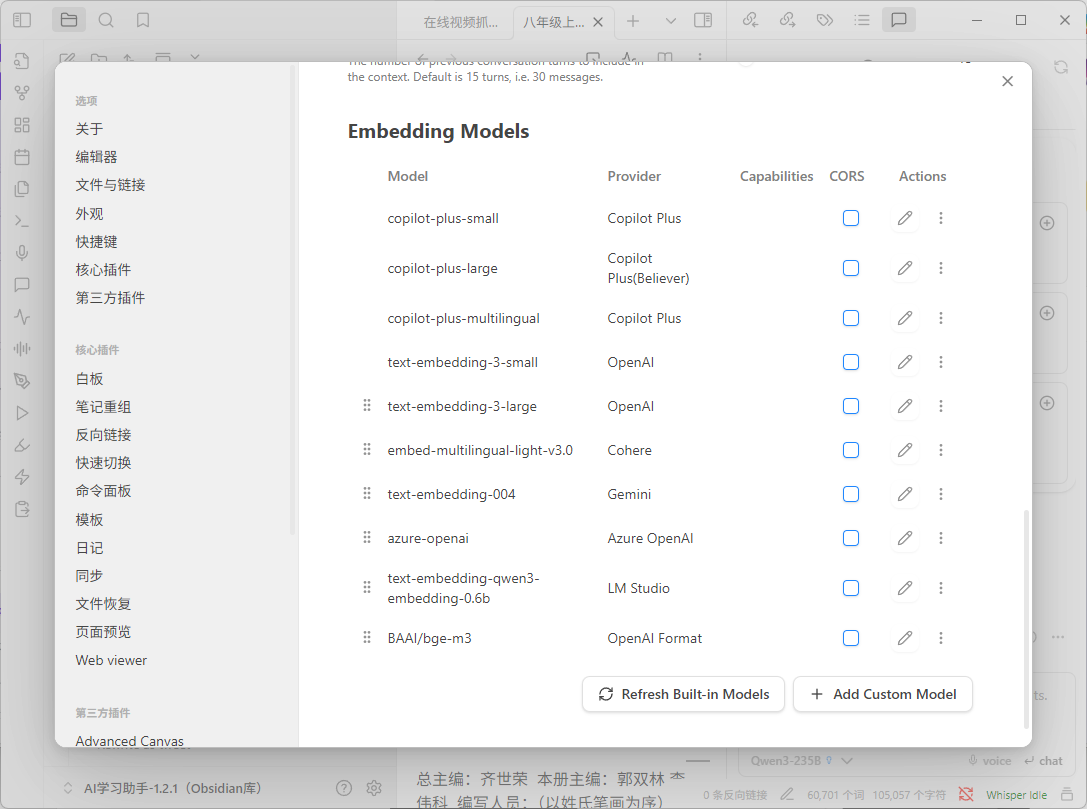 在线视频抓...
八年级上...
The number of previous conversation turns to include in
the context. Default is 15 turns, i.e. 30 messages.
选项
关于
编辑器
文件与链接
外观
快捷键
核心插件
第三方插件
核心插件
白板
笔记重组
反向链接
快速切换
命令面板
模板
日记
同步
文件恢复
页面预览
Web viewer
第三方插件
Advanced Canvas
Embedding Models
Model Provider Capabilities CORS Actions
copilot-plus-small Copilot Plus
copilot-plus-large Copilot
Plus(Believer)
copilot-plus-multilingual Copilot Plus
text-embedding-3-small OpenAI
text-embedding-3-large OpenAI
embed-multilingual-light-v3.0 Cohere
text-embedding-004 Gemini
azure-openai Azure OpenAI
text-embedding-qwen3-
embedding-0.6b LM Studio
BAAI/bge-m3 OpenAI Format
Refresh Built-in Models Add Custom Model
ts.
Qwen3-235B voice chat
AI学习助手-1.2.1（Obsidian库）
总主编：齐世荣 本册主编：郭双林 李
伟科 编写人员：（以姓氏笔画为序）
0 条反向链接 60,701 个词 105,057 个字符 Whisper Idle